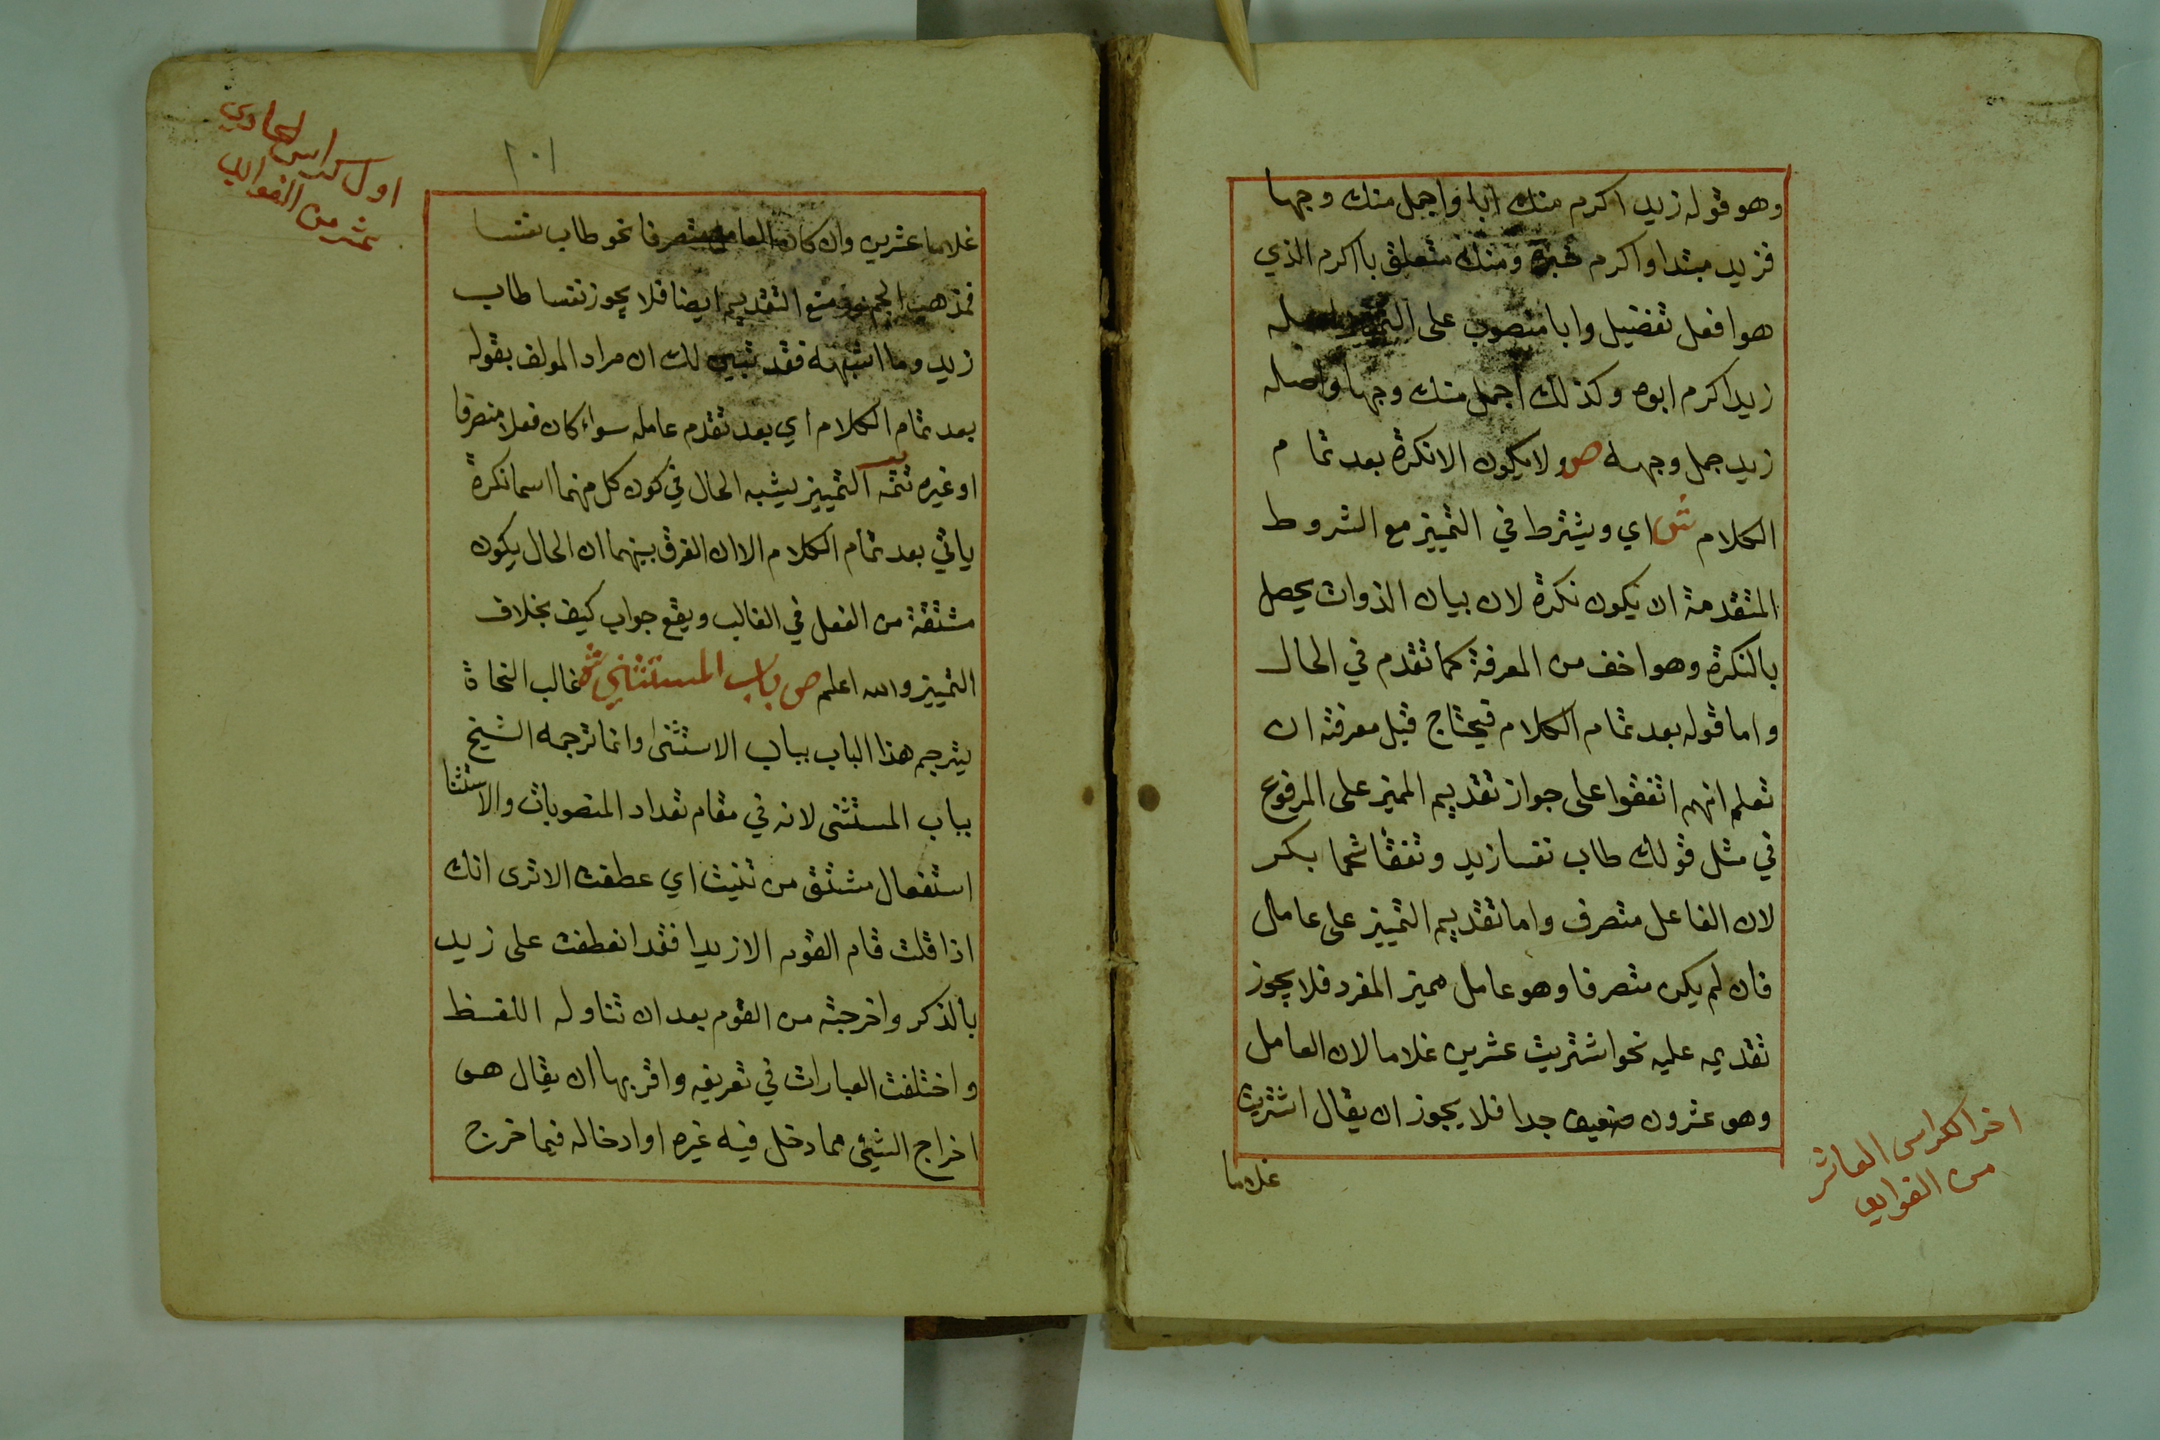 وهو قوله زيد اكرم منك ابا واجمل منك وجها
فزيد مبتدا واكرم خبره ومنك متعلق باكرم الذي
هو افعل تفضيل وابا منصوب على التمييز اصله
زيد اكرم ابوه وكذلك اجمل منك وجها واصله
زيد جمل وجهه ص ولا يكون الا نكرة بعد تمام
الكلام ش اي ويشترط في التمييز مع الشروط
المتقدمة ان يكون نكرة لان بيان الذوات يحصل
بالنكرة وهو اخف من المعرفة كما تقدم في الحال
واما قوله بعد تمام الكلام فيحتاج قبل معرفته ان
تعلم انهم اتفقوا على جواز تقديم المميز على المرفوع
في مثل قولك طاب نفسا زيد وتفقا شحما بكر
لان الفاعل متصرف واما تقديم التمييز على عامل
فان لم يكن متصرفا وهو عامل مميز المفرد فلا يجوز
تقديمه عليه نحو اشتريت عشرين غلاما لان العامل
وهو عشرون ضعيف جدا فلا يجوز ان يقال اشتريت
غلاما
اخر الكراس العاشر
من الفوايد
اول كراس الحادي
عشر من الفوايد
١٠١
غلاما عشرين وان كان العامل متصرفا نحو طاب نفسا
فمذهب الجمهور منع التقديم ايضا فلا يجوز نفسا طاب
زيد وما اشبهه فقد تبين لك ان مراد المولف بقوله
بعد تمام الكلام اي بعد تقدم عامله سواء كان فعلا متصرفا
او غيره تتمه التمييز يشبه الحال في كون كل منهما اسما نكرة
ياتي بعد تمام الكلام الا ان الفرق بينهما ان الحال يكون
مشتقة من الفعل في الغالب ويقع جواب كيف بخلاف
التمييز والله اعلم ص باب المستثني ش غالب النحاة
يترجم هذا الباب بباب الاستثنا وانما ترجمه الشيخ
بباب المستثنى لانه في مقام تعداد المنصوبات والاستثنا
استفعال مشتق من ثنيت اي عطفت الا ترى انك
اذا قلت قام القوم الا زيدا فقد انعطفت على زيد
بالذكر واخرجته من القوم بعد ان تناوله اللفظ
واختلفت العبارات في تعريفه واقربها ان يقال هو
اخراج الشيئ مما دخل فيه غيره او ادخاله فيما خرج